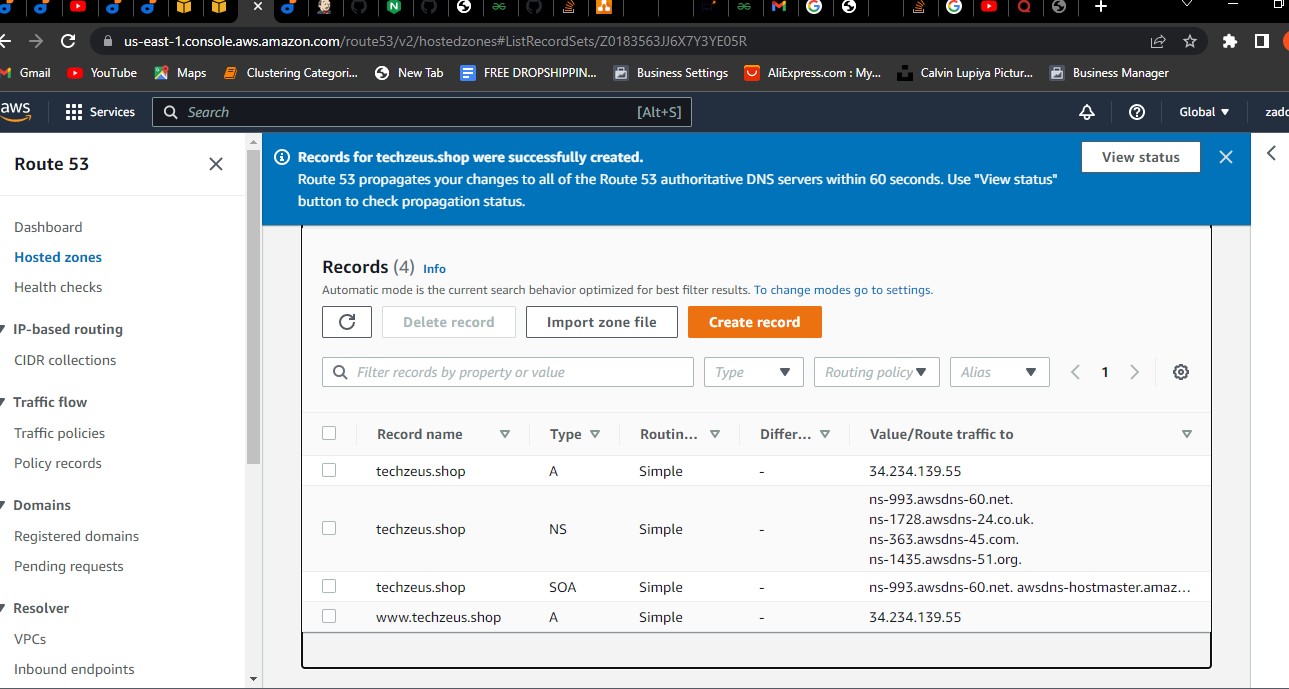 us-east-1.console.aws.amazon.com/route53/v2/hostedzones#ListRecordSets/Z0183563JJ6X7Y3YE05R
Gmail YouTube Maps Clustering Categori... New Tab FREE DROPSHIPPIN... Business Settings AliExpress.com : My... Calvin Lupiya Pictur... Business Manager
aws Services Search [Alt+S] Global zado
Route 53
Dashboard
Hosted zones
Health checks
IP-based routing
CIDR collections
Traffic flow
Traffic policies
Policy records
Domains
Registered domains
Pending requests
Resolver
VPCs
Inbound endpoints
Records for techzeus.shop were successfully created.
Route 53 propagates your changes to all of the Route 53 authoritative DNS servers within 60 seconds. Use "View status"
button to check propagation status.
View status
Records (4) Info
Automatic mode is the current search behavior optimized for best filter results. To change modes go to settings.
Delete record Import zone file Create record
Filter records by property or value Type Routing policy Alias 1
Record name Type Routin... Differ... Value/Route traffic to
techzeus.shop A Simple - 34.234.139.55
techzeus.shop NS Simple - ns-993.awsdns-60.net.
ns-1728.awsdns-24.co.uk.
ns-363.awsdns-45.com.
ns-1435.awsdns-51.org.
techzeus.shop SOA Simple - ns-993.awsdns-60.net. awsdns-hostmaster.amaz...
www.techzeus.shop A Simple - 34.234.139.55